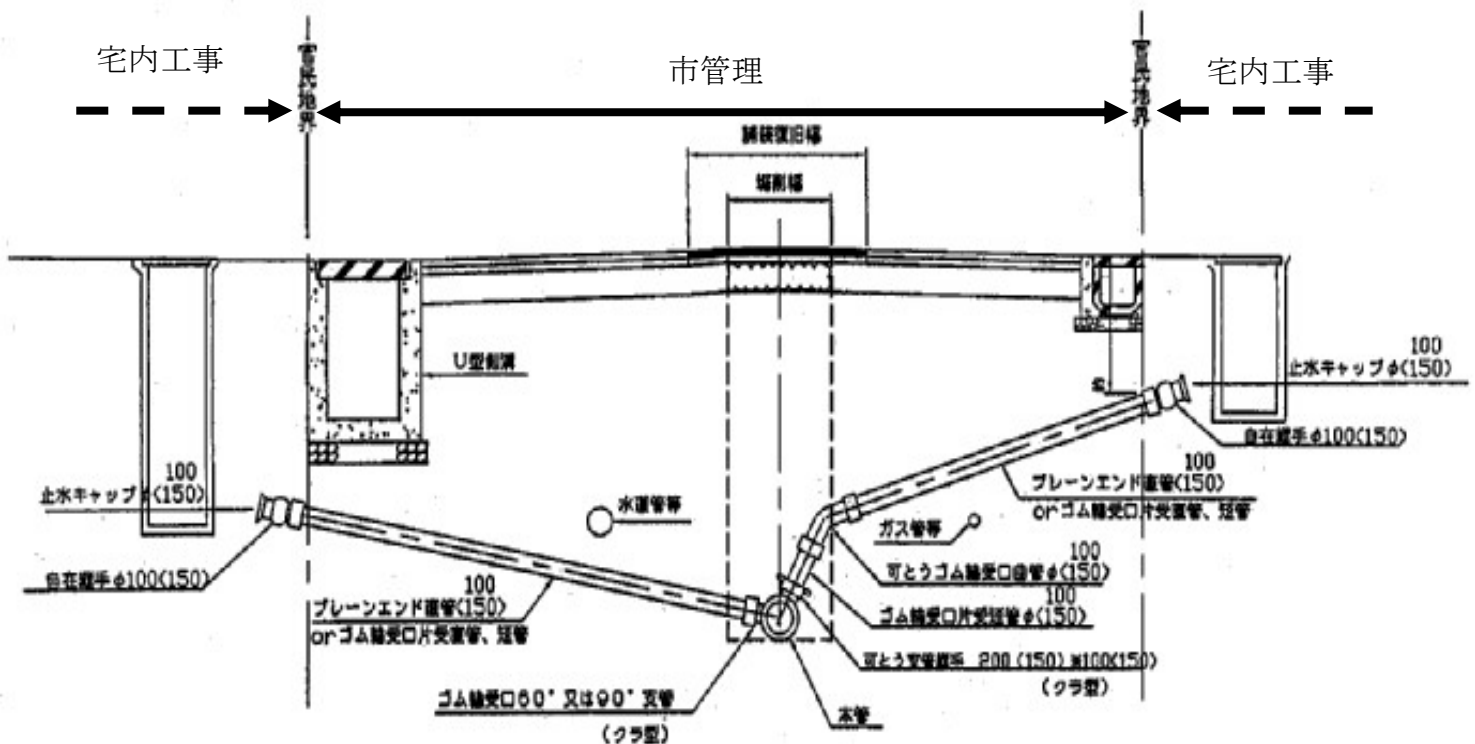 宅内工事
官民地界
市管理
官民地界
宅内工事
舗装復旧幅
掘削幅
U型側溝
100
止水キャップφ(150)
自在継手φ100(150)
100
止水キャップφ(150)
自在継手φ100(150)
水道管等
ガス管等
100
プレーンエンド直管(150)
orゴム輪受口片受直管、短管
100
プレーンエンド直管(150)
orゴム輪受口片受直管、短管
100
可とうゴム輪受口曲管φ(150)
100
ゴム輪受口片受短管φ(150)
可とう支管継手 200(150)×100(150)
(クラ型)
ゴム輪受口60°又は90°支管
(クラ型)
本管